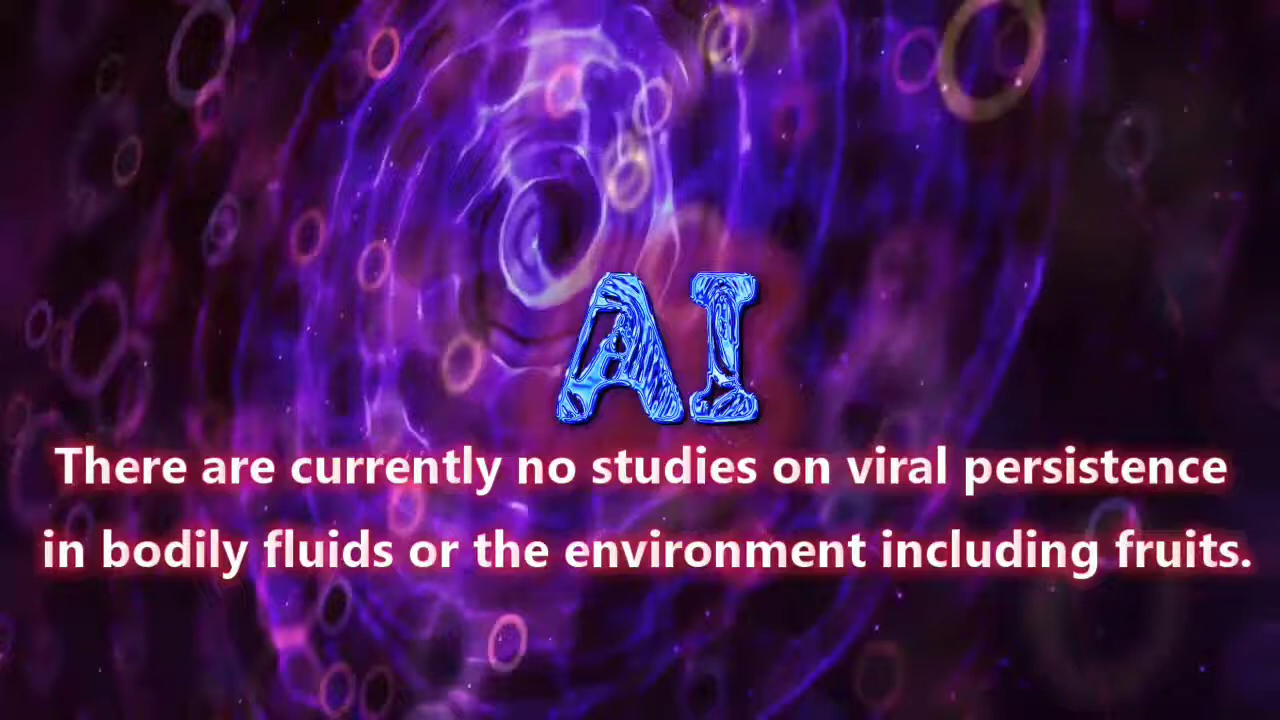 AI
There are currently no studies on viral persistence
in bodily fluids or the environment including fruits.